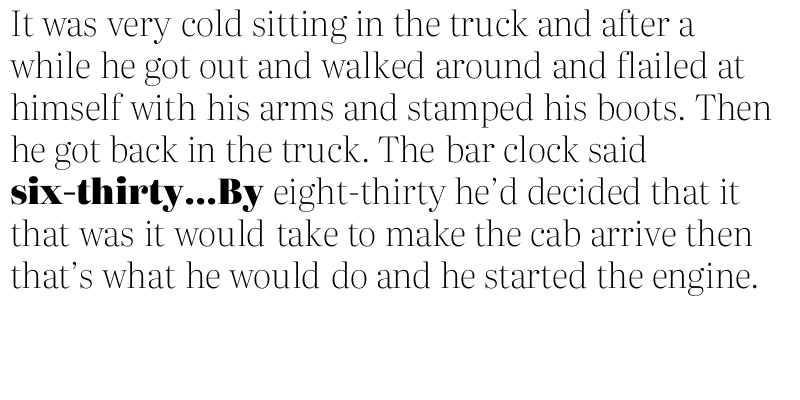 It was very cold sitting in the truck and after a
while he got out and walked around and flailed at
himself with his arms and stamped his boots. Then
he got back in the truck. The bar clock said
six-thirty...By eight-thirty he’d decided that it
that was it would take to make the cab arrive then
that’s what he would do and he started the engine.